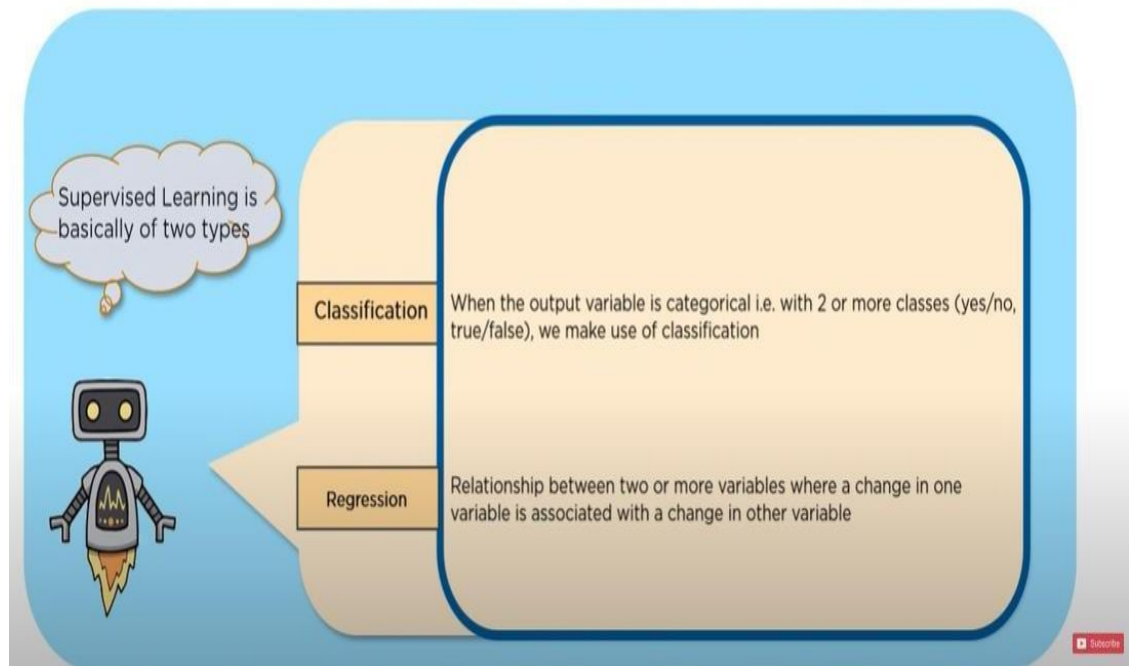 Supervised Learning is
basically of two types
Classification
When the output variable is categorical i.e. with 2 or more classes (yes/no,
true/false), we make use of classification
Regression
Relationship between two or more variables where a change in one
variable is associated with a change in other variable
Subscribe